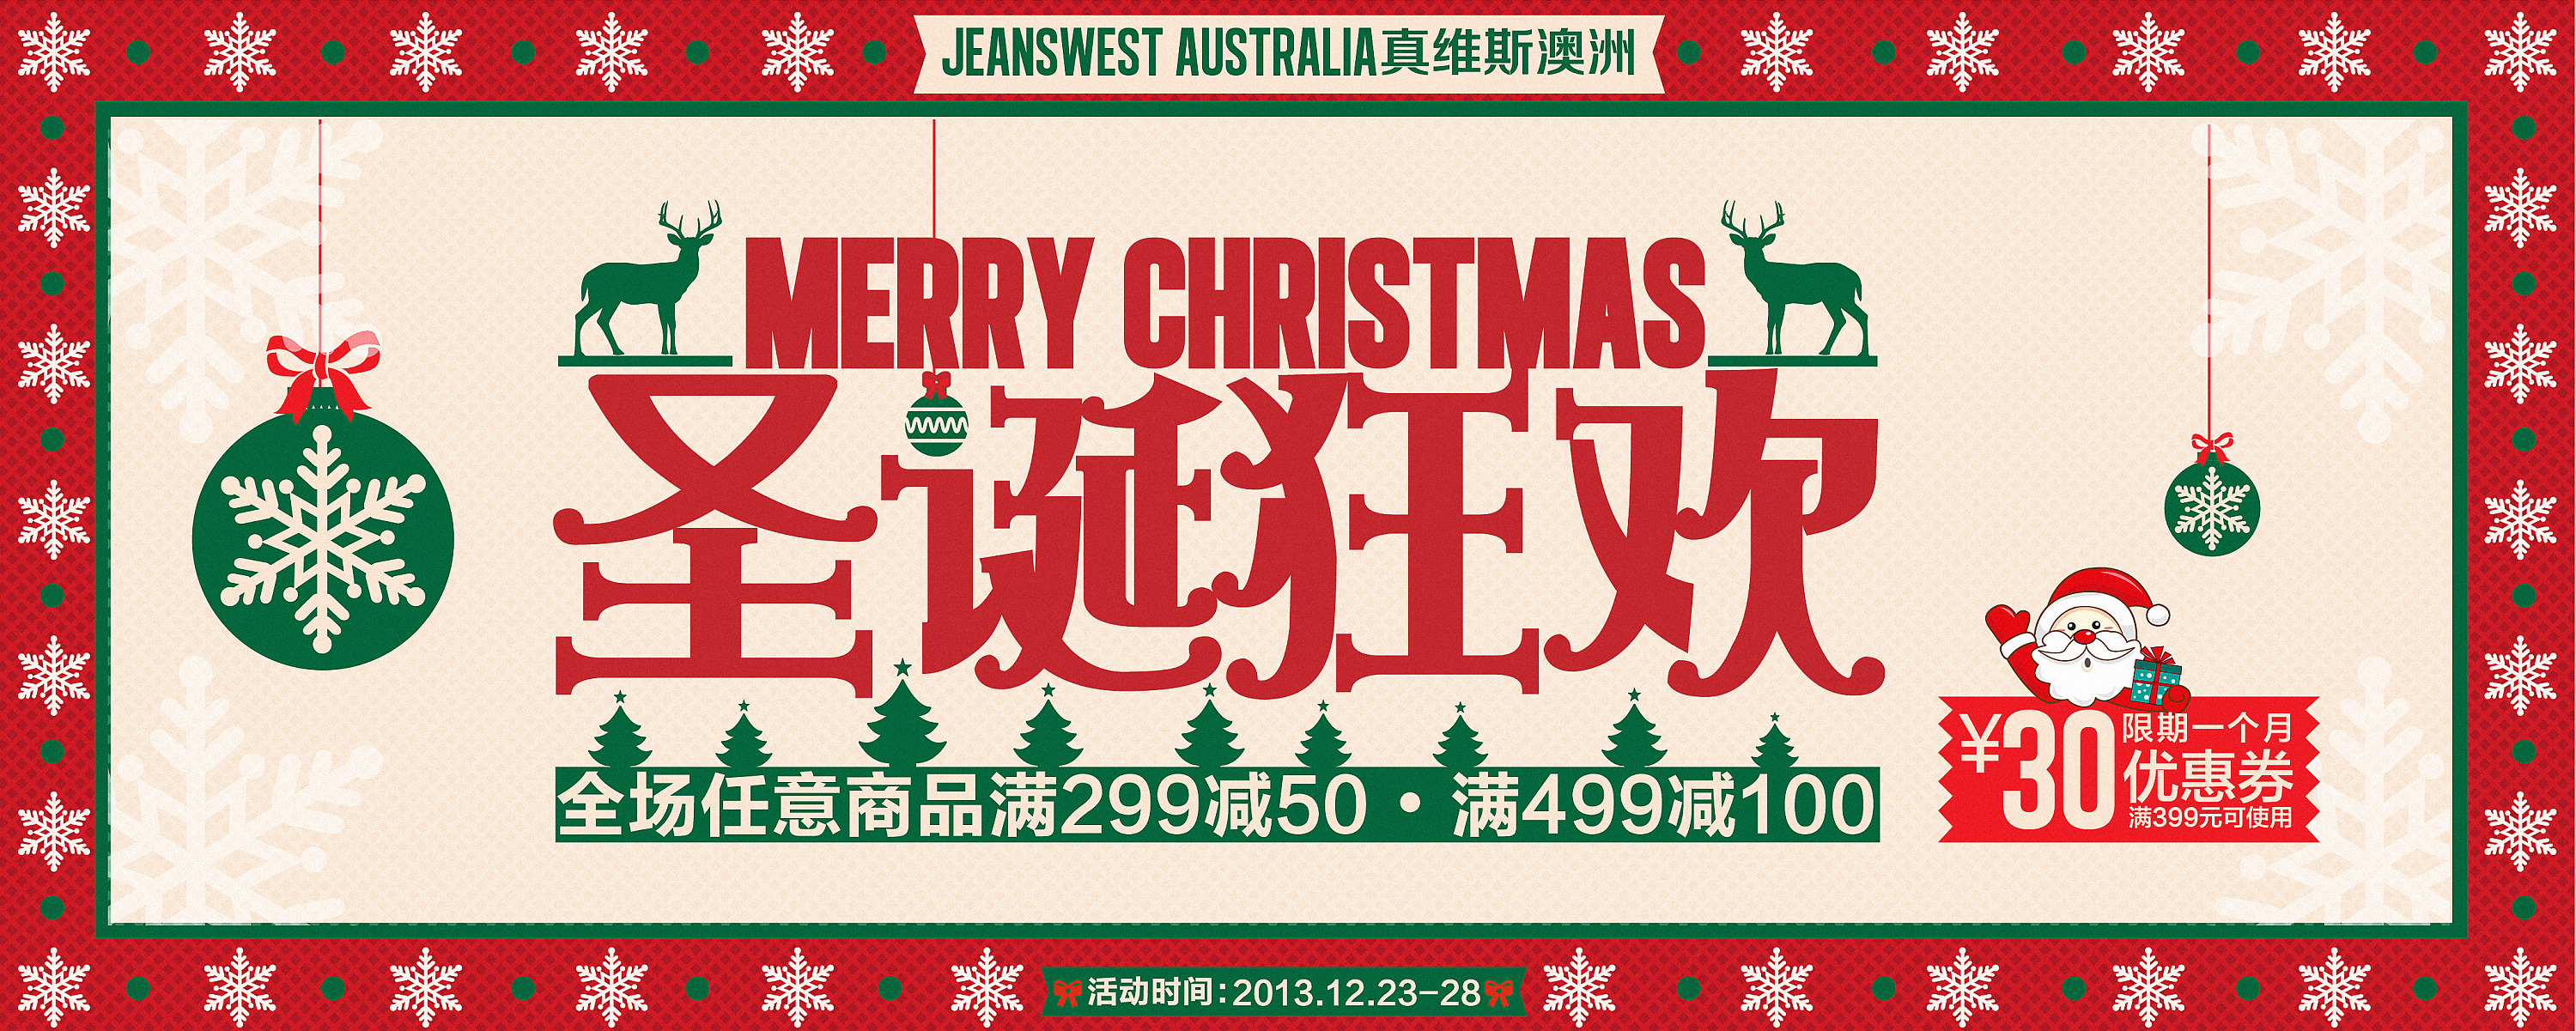 JEANSWEST AUSTRALIA真维斯澳洲
MERRY CHRISTMAS
圣诞狂欢
全场任意商品满299减50·满499减100
¥30
限期一个月
优惠券
满399元可使用
活动时间:2013.12.23-28